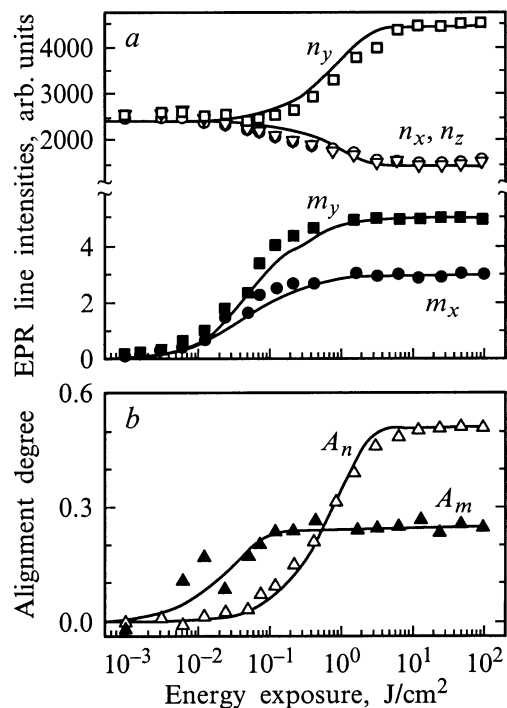 a
EPR line intensities, arb. units
4000
3000
2000
4
2
0
n_y
n_x, n_z
m_y
m_x
b
Alignment degree
0.6
0.3
0.0
A_n
A_m
10^{-3} 10^{-2} 10^{-1} 10^{0} 10^{1} 10^{2}
Energy exposure, J/cm^2